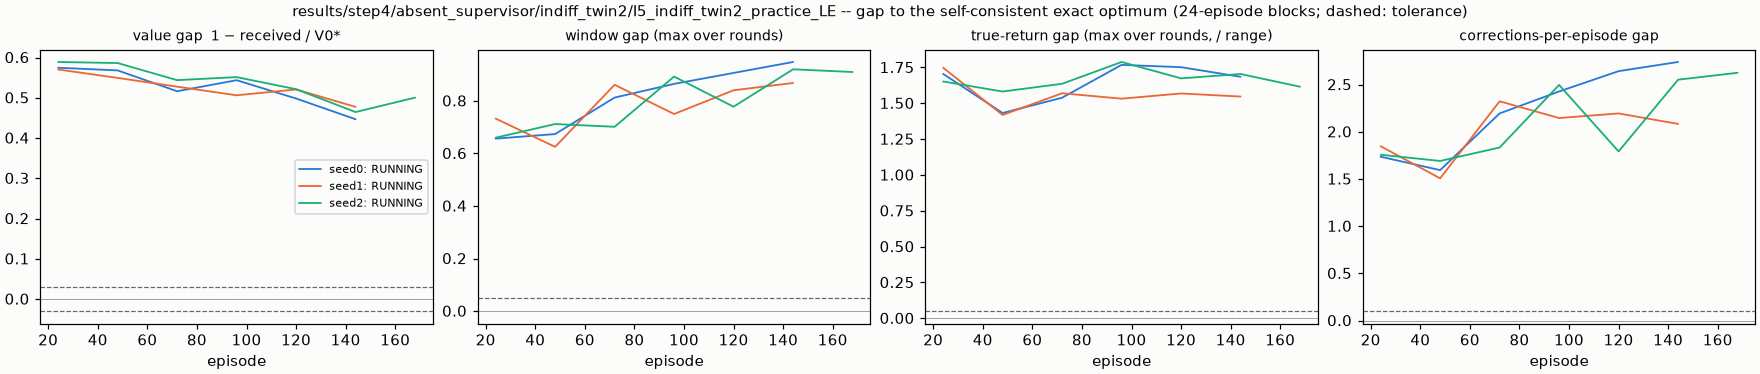 results/step4/absent_supervisor/indiff_twin2/I5_indiff_twin2_practice_LE -- gap to the self-consistent exact optimum (24-episode blocks; dashed: tolerance)
value gap 1 − received / V0*
0.6
0.5
0.4
0.3
0.2
0.1
0.0
seed0: RUNNING
seed1: RUNNING
seed2: RUNNING
20 40 60 80 100 120 140 160
episode
window gap (max over rounds)
0.8
0.6
0.4
0.2
0.0
20 40 60 80 100 120 140 160
episode
true-return gap (max over rounds, / range)
1.75
1.50
1.25
1.00
0.75
0.50
0.25
0.00
20 40 60 80 100 120 140 160
episode
corrections-per-episode gap
2.5
2.0
1.5
1.0
0.5
0.0
20 40 60 80 100 120 140 160
episode